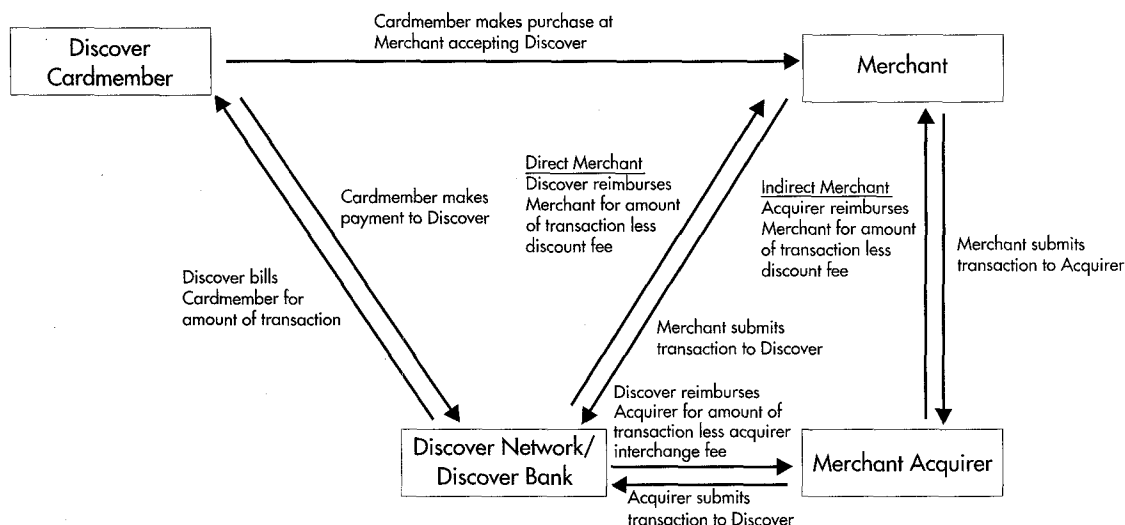 Cardmember makes purchase at
Merchant accepting Discover
Discover
Cardmember
Merchant
Cardmember makes
payment to Discover
Direct Merchant
Discover reimburses
Merchant for amount
of transaction less
discount fee
Indirect Merchant
Acquirer reimburses
Merchant for amount
of transaction less
discount fee
Merchant submits
transaction to Acquirer
Discover bills
Cardmember for
amount of transaction
Merchant submits
transaction to Discover
Discover reimburses
Acquirer for amount of
transaction less acquirer
interchange fee
Discover Network/
Discover Bank
Merchant Acquirer
Acquirer submits
transaction to Discover